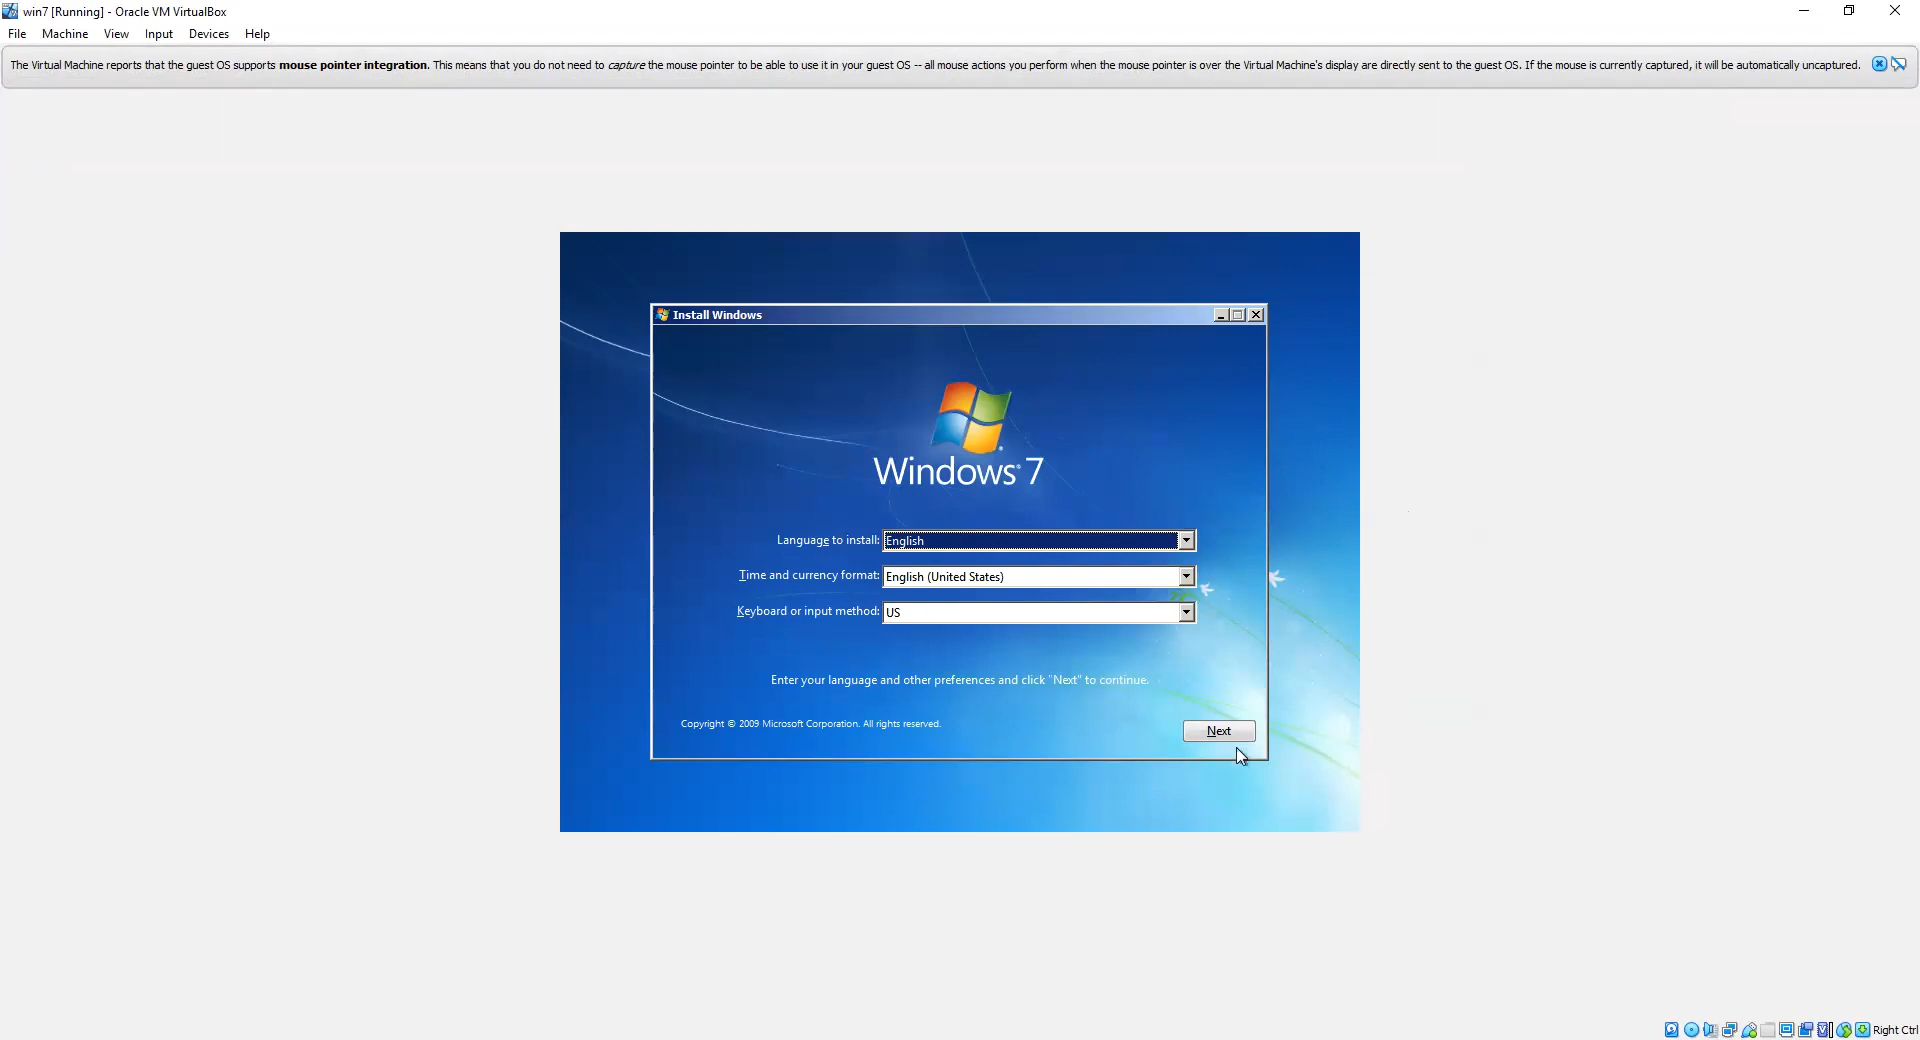 win7 [Running] - Oracle VM VirtualBox
File Machine View Input Devices Help
The Virtual Machine reports that the guest OS supports mouse pointer integration. This means that you do not need to capture the mouse pointer to be able to use it in your guest OS -- all mouse actions you perform when the mouse pointer is over the Virtual Machine's display are directly sent to the guest OS. If the mouse is currently captured, it will be automatically uncaptured.
Install Windows
Windows® 7
Language to install: English
Time and currency format: English (United States)
Keyboard or input method: US
Enter your language and other preferences and click "Next" to continue.
Copyright © 2009 Microsoft Corporation. All rights reserved.
Next
Right Ctrl